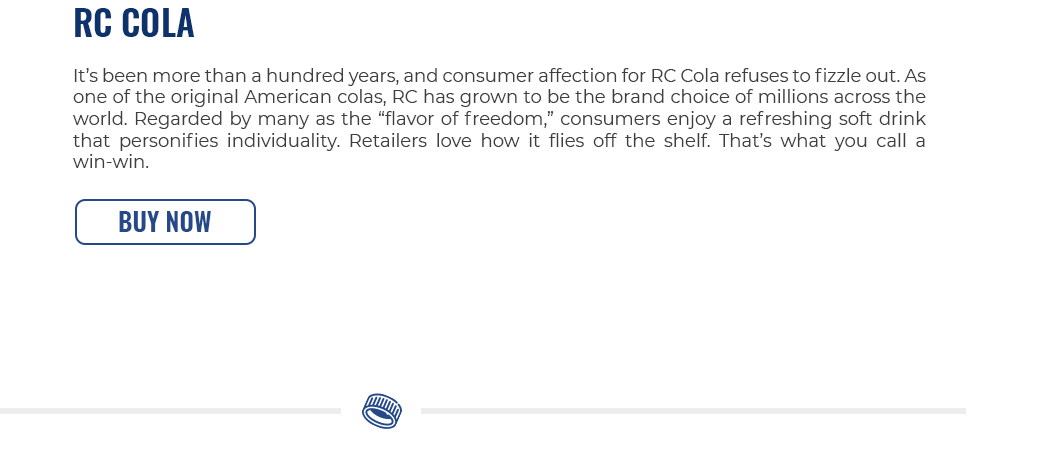 RC COLA
It’s been more than a hundred years, and consumer affection for RC Cola refuses to fizzle out. As
one of the original American colas, RC has grown to be the brand choice of millions across the
world. Regarded by many as the “flavor of freedom,” consumers enjoy a refreshing soft drink
that personifies individuality. Retailers love how it flies off the shelf. That’s what you call a
win-win.
BUY NOW